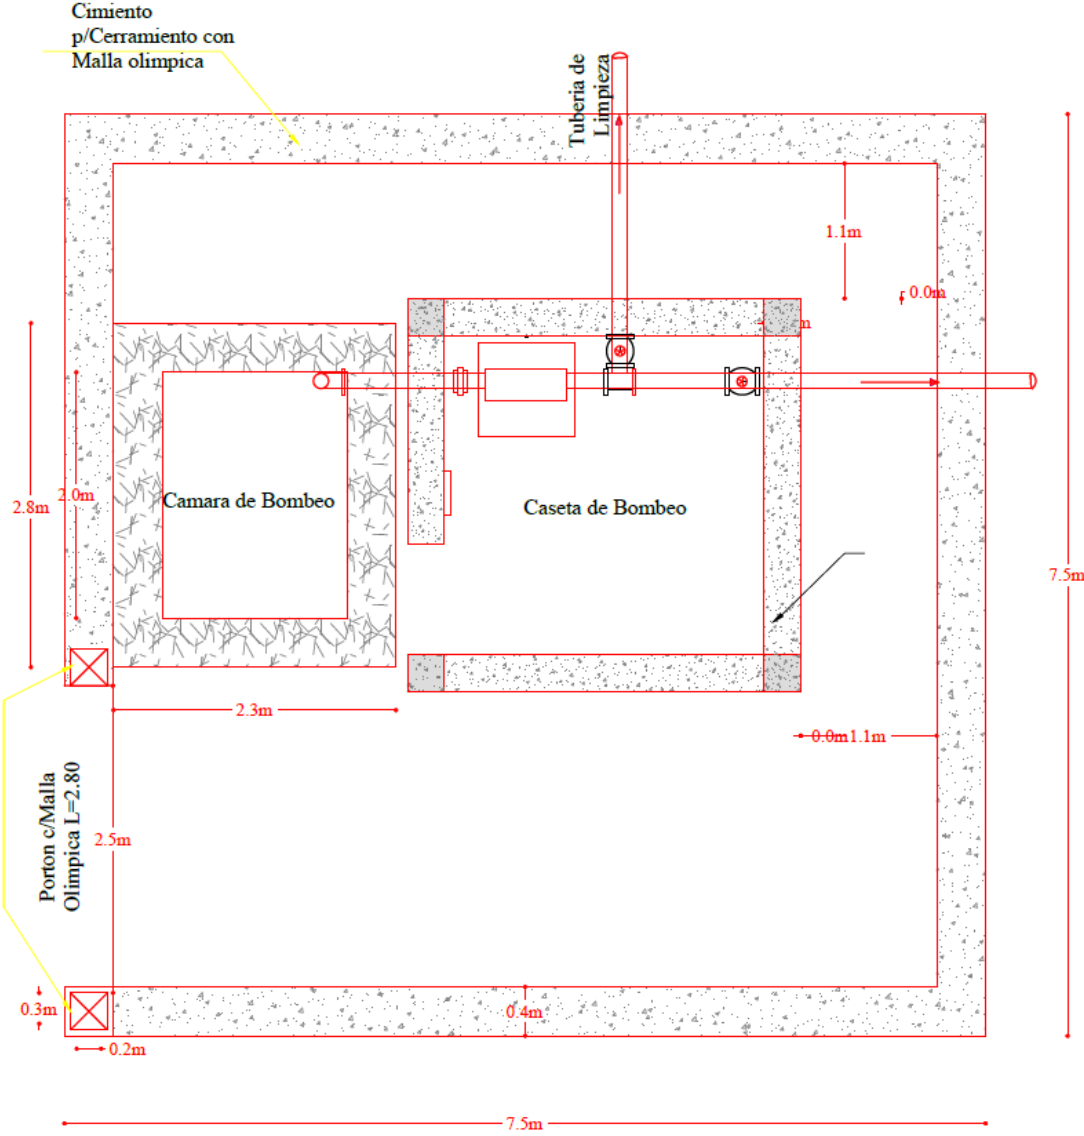 Cimiento
p/Cerramiento con
Malla olimpica
Tuberia de
Limpieza
1.1m
0.0m
m
2.8m
2.0m
Camara de Bombeo
Caseta de Bombeo
7.5m
2.3m
0.0m1.1m
Porton c/Malla
Olimpica L=2.80
2.5m
0.3m
0.4m
0.2m
7.5m